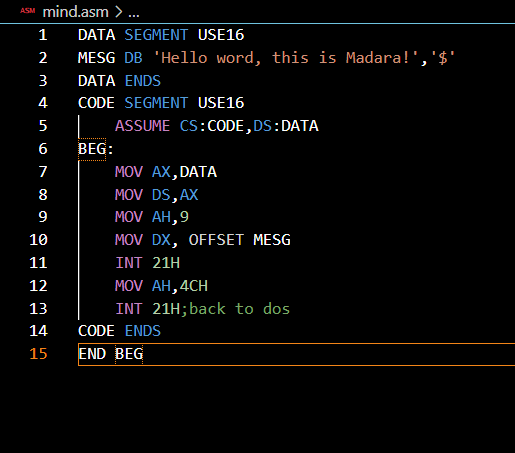 ASM mind.asm > ...
1 DATA SEGMENT USE16
2 MESG DB 'Hello word, this is Madara!','$'
3 DATA ENDS
4 CODE SEGMENT USE16
5     ASSUME CS:CODE,DS:DATA
6 BEG:
7     MOV AX,DATA
8     MOV DS,AX
9     MOV AH,9
10     MOV DX, OFFSET MESG
11     INT 21H
12     MOV AH,4CH
13     INT 21H;back to dos
14 CODE ENDS
15 END BEG